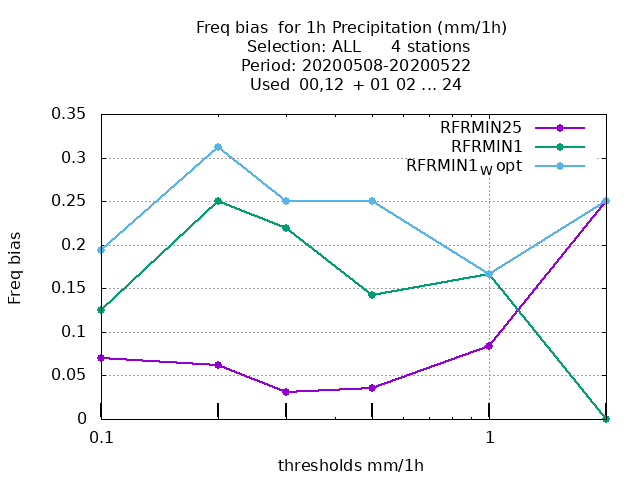 Freq bias  for 1h Precipitation (mm/1h)
Selection: ALL      4 stations
Period: 20200508-20200522
Used  00,12  + 01 02 ... 24
RFRMIN25
RFRMIN1
RFRMIN1W opt
0.35
0.3
0.25
0.2
0.15
0.1
0.05
0
Freq bias
0.1
1
thresholds mm/1h